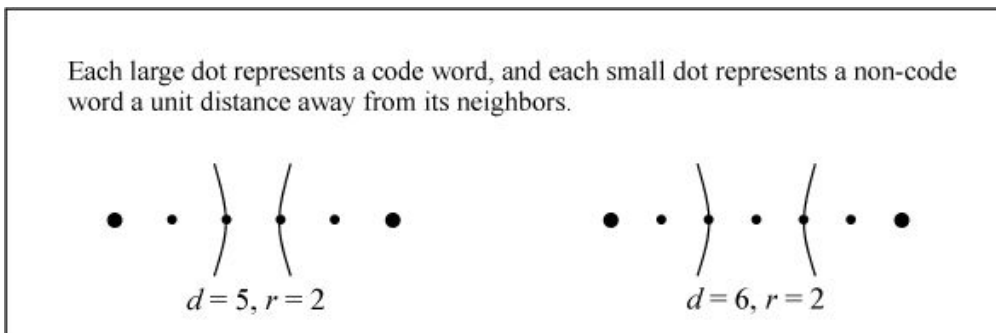 Each large dot represents a code word, and each small dot represents a non-code
word a unit distance away from its neighbors.
d = 5, r = 2
d = 6, r = 2